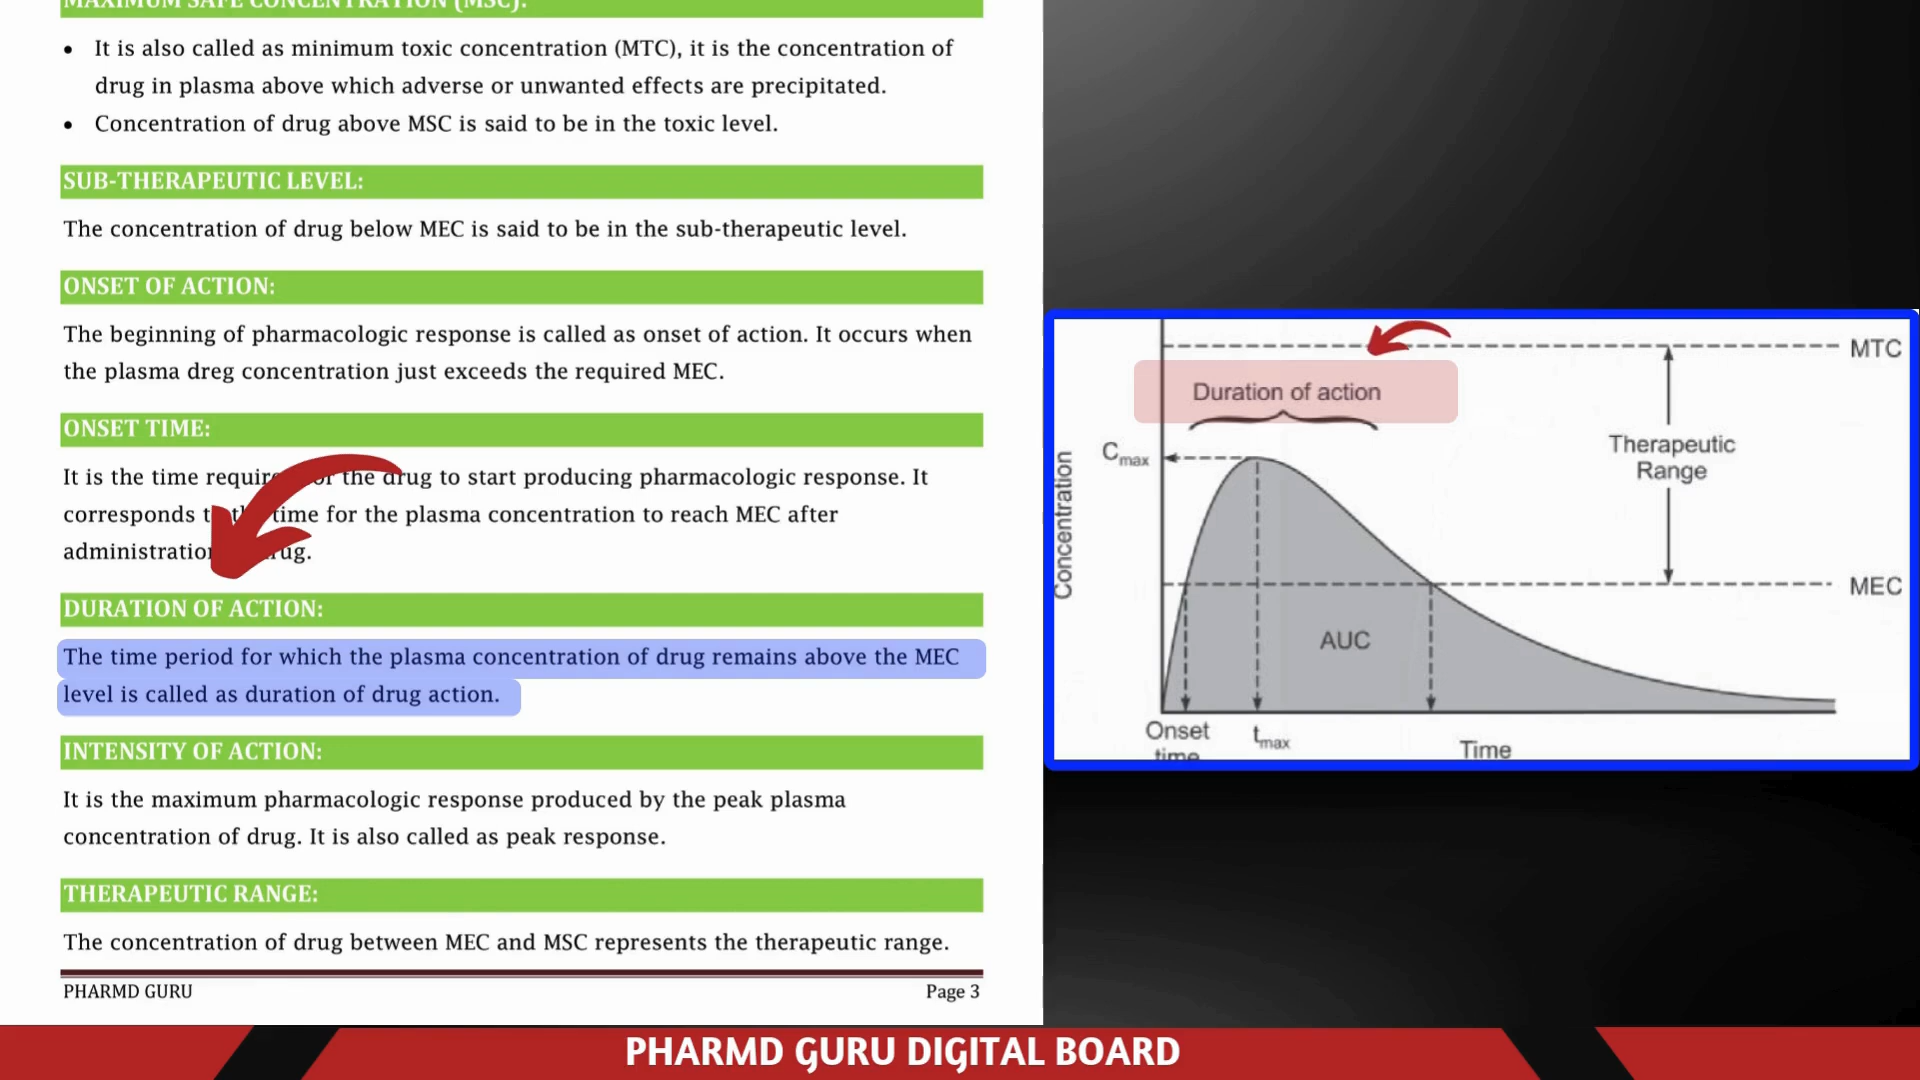 MAXIMUM SAFE CONCENTRATION (MSC):
• It is also called as minimum toxic concentration (MTC), it is the concentration of
drug in plasma above which adverse or unwanted effects are precipitated.
• Concentration of drug above MSC is said to be in the toxic level.
SUB-THERAPEUTIC LEVEL:
The concentration of drug below MEC is said to be in the sub-therapeutic level.
ONSET OF ACTION:
The beginning of pharmacologic response is called as onset of action. It occurs when
the plasma dreg concentration just exceeds the required MEC.
ONSET TIME:
It is the time the drug to start producing pharmacologic response. It
corresponds time for the plasma concentration to reach MEC after
DURATION OF ACTION:
The time period for which the plasma concentration of drug remains above the MEC
level is called as duration of drug action.
INTENSITY OF ACTION:
It is the maximum pharmacologic response produced by the peak plasma
concentration of drug. It is also called as peak response.
THERAPEUTIC RANGE:
The concentration of drug between MEC and MSC represents the therapeutic range.
PHARMD GURU Page 3
MTC
Duration of action
Cmax
Therapeutic
Range
Concentration
MEC
AUC
Onset
time
tmax
Time
PHARMD GURU DIGITAL BOARD